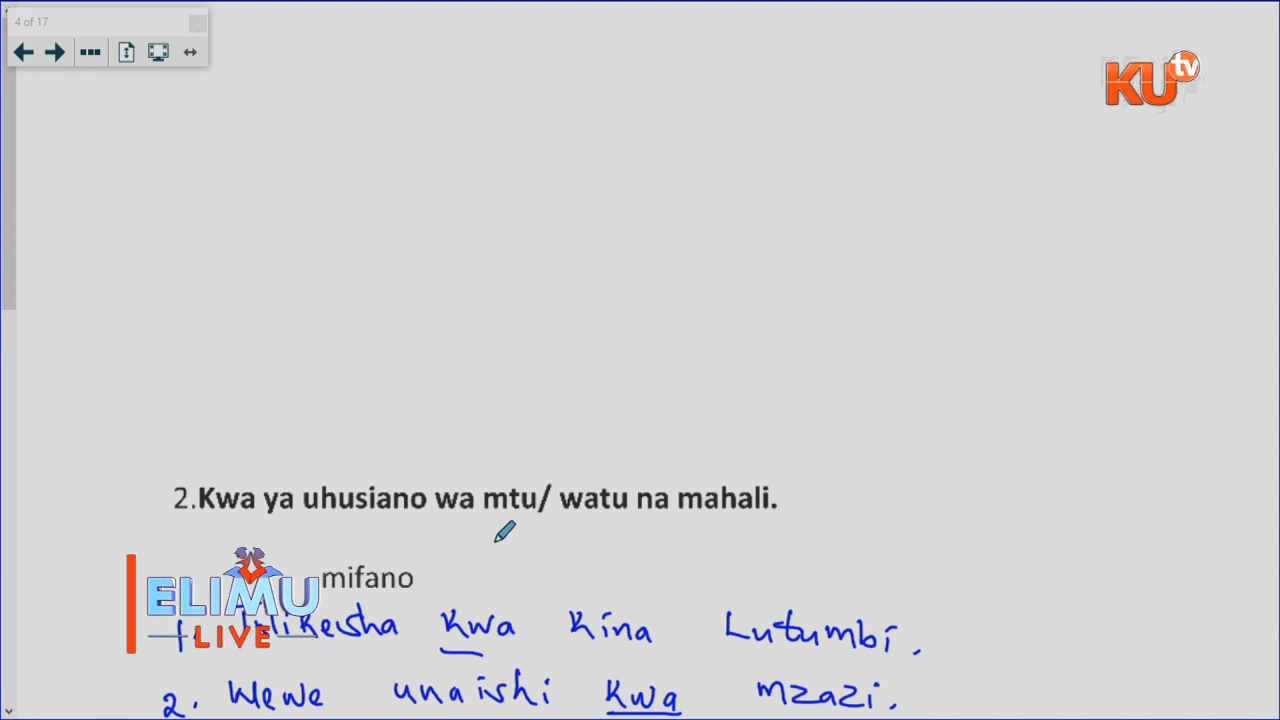 4 of 17
KU tv
2.Kwa ya uhusiano wa mtu/ watu na mahali.
mifano
ELIMU
LIVE
1. kwa Kina Lutumbi.
2. Wewe unaishi kwa mzazi.